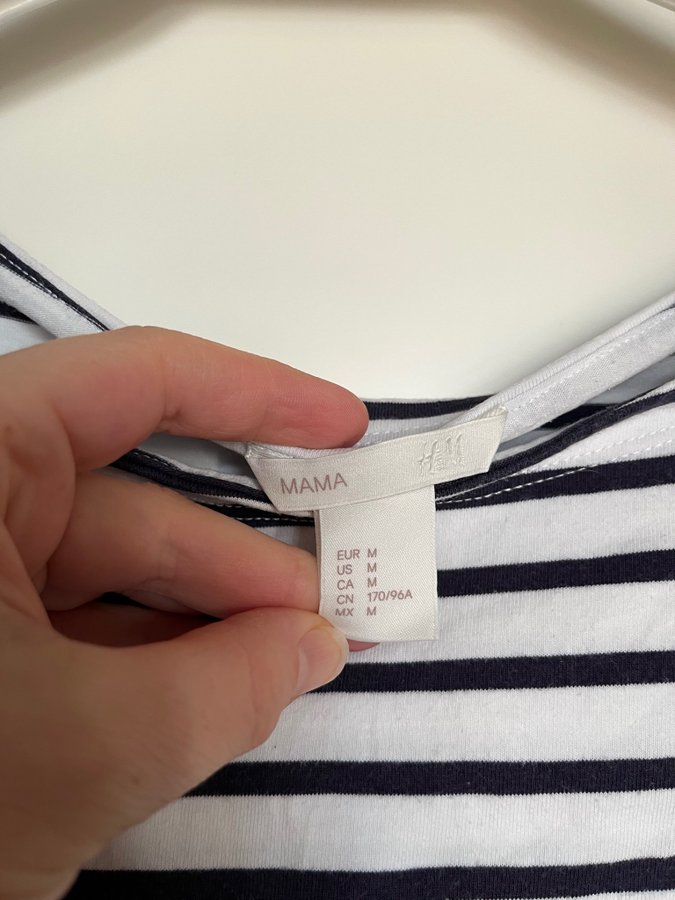 MAMA H&M
EUR M
US M
CA M
CN 170/96A
MX M